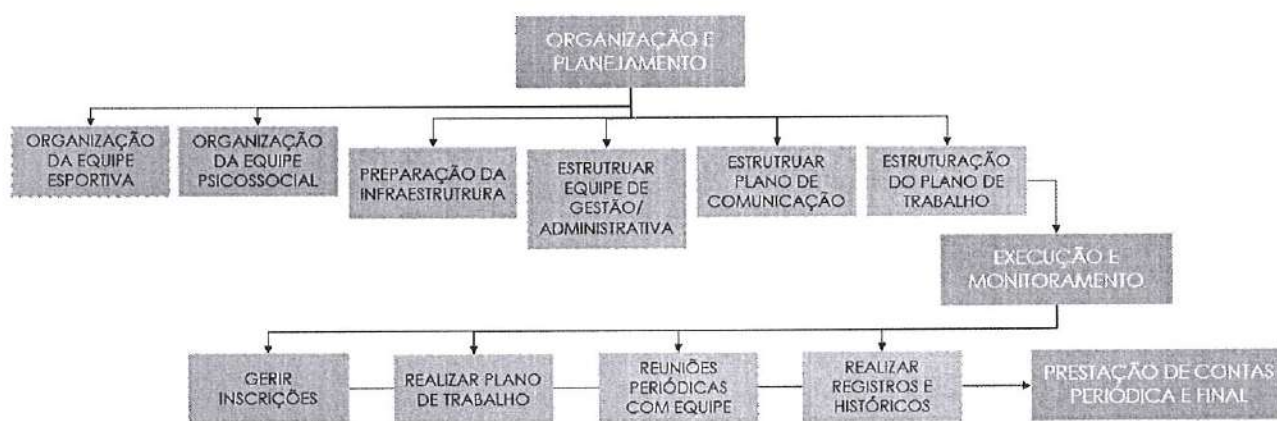 ORGANIZAÇÃO E
PLANEJAMENTO
ORGANIZAÇÃO
DA EQUIPE
ESPORTIVA
ORGANIZAÇÃO
DA EQUIPE
PSICOSSOCIAL
PREPARAÇÃO DA
INFRAESTRUTRURA
ESTRUTRUAR
EQUIPE DE
GESTÃO/
ADMINISTRATIVA
ESTRUTRUAR
PLANO DE
COMUNICAÇÃO
ESTRUTURAÇÃO
DO PLANO DE
TRABALHO
EXECUÇÃO E
MONITORAMENTO
GERIR
INSCRIÇÕES
REALIZAR PLANO
DE TRABALHO
REUNIÕES
PERIÓDICAS
COM EQUIPE
REALIZAR
REGISTROS E
HISTÓRICOS
PRESTAÇÃO DE CONTAS
PERIÓDICA E FINAL